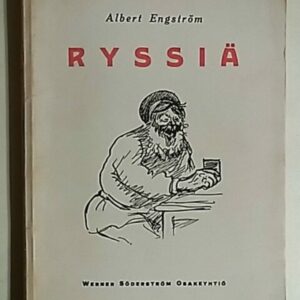 Albert Engström
RYSSIÄ
WERNER SÖDERSTRÖM OSAKEYHTIÖ